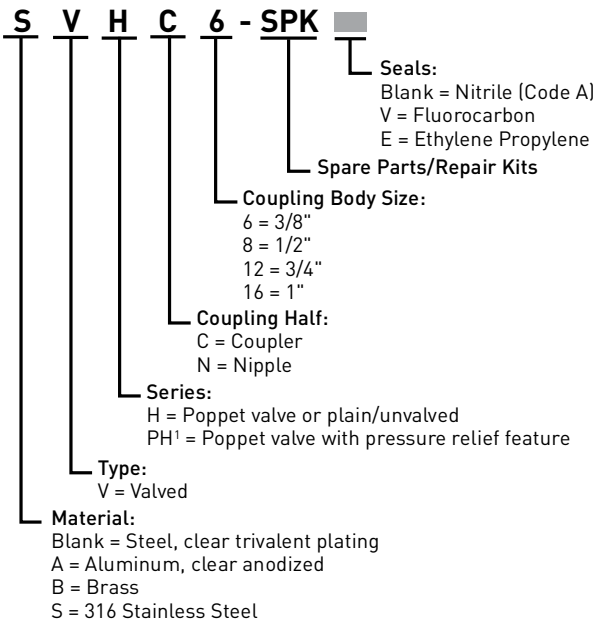 S V H C 6 - SPK
Seals:
Blank = Nitrile (Code A)
V = Fluorocarbon
E = Ethylene Propylene
Spare Parts/Repair Kits
Coupling Body Size:
6 = 3/8"
8 = 1/2"
12 = 3/4"
16 = 1"
Coupling Half:
C = Coupler
N = Nipple
Series:
H = Poppet valve or plain/unvalved
PH¹ = Poppet valve with pressure relief feature
Type:
V = Valved
Material:
Blank = Steel, clear trivalent plating
A = Aluminum, clear anodized
B = Brass
S = 316 Stainless Steel